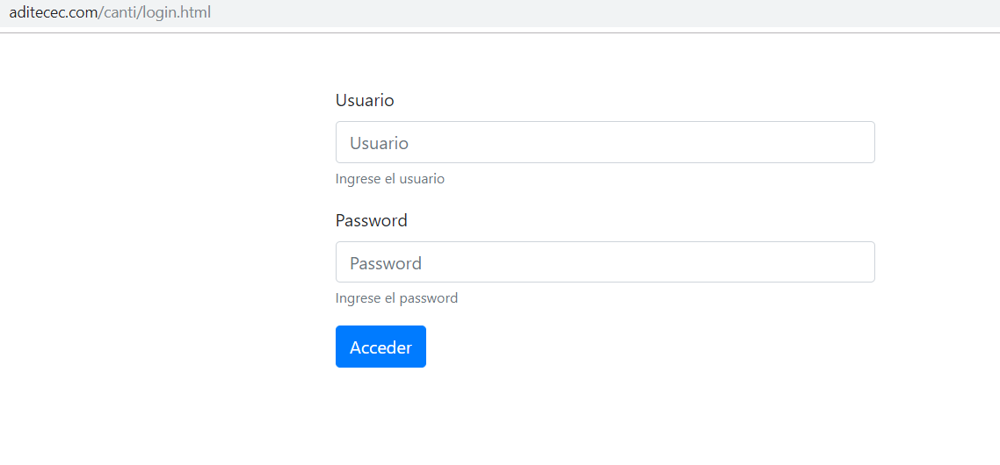 aditecec.com/canti/login.html
Usuario
Usuario
Ingrese el usuario
Password
Password
Ingrese el password
Acceder